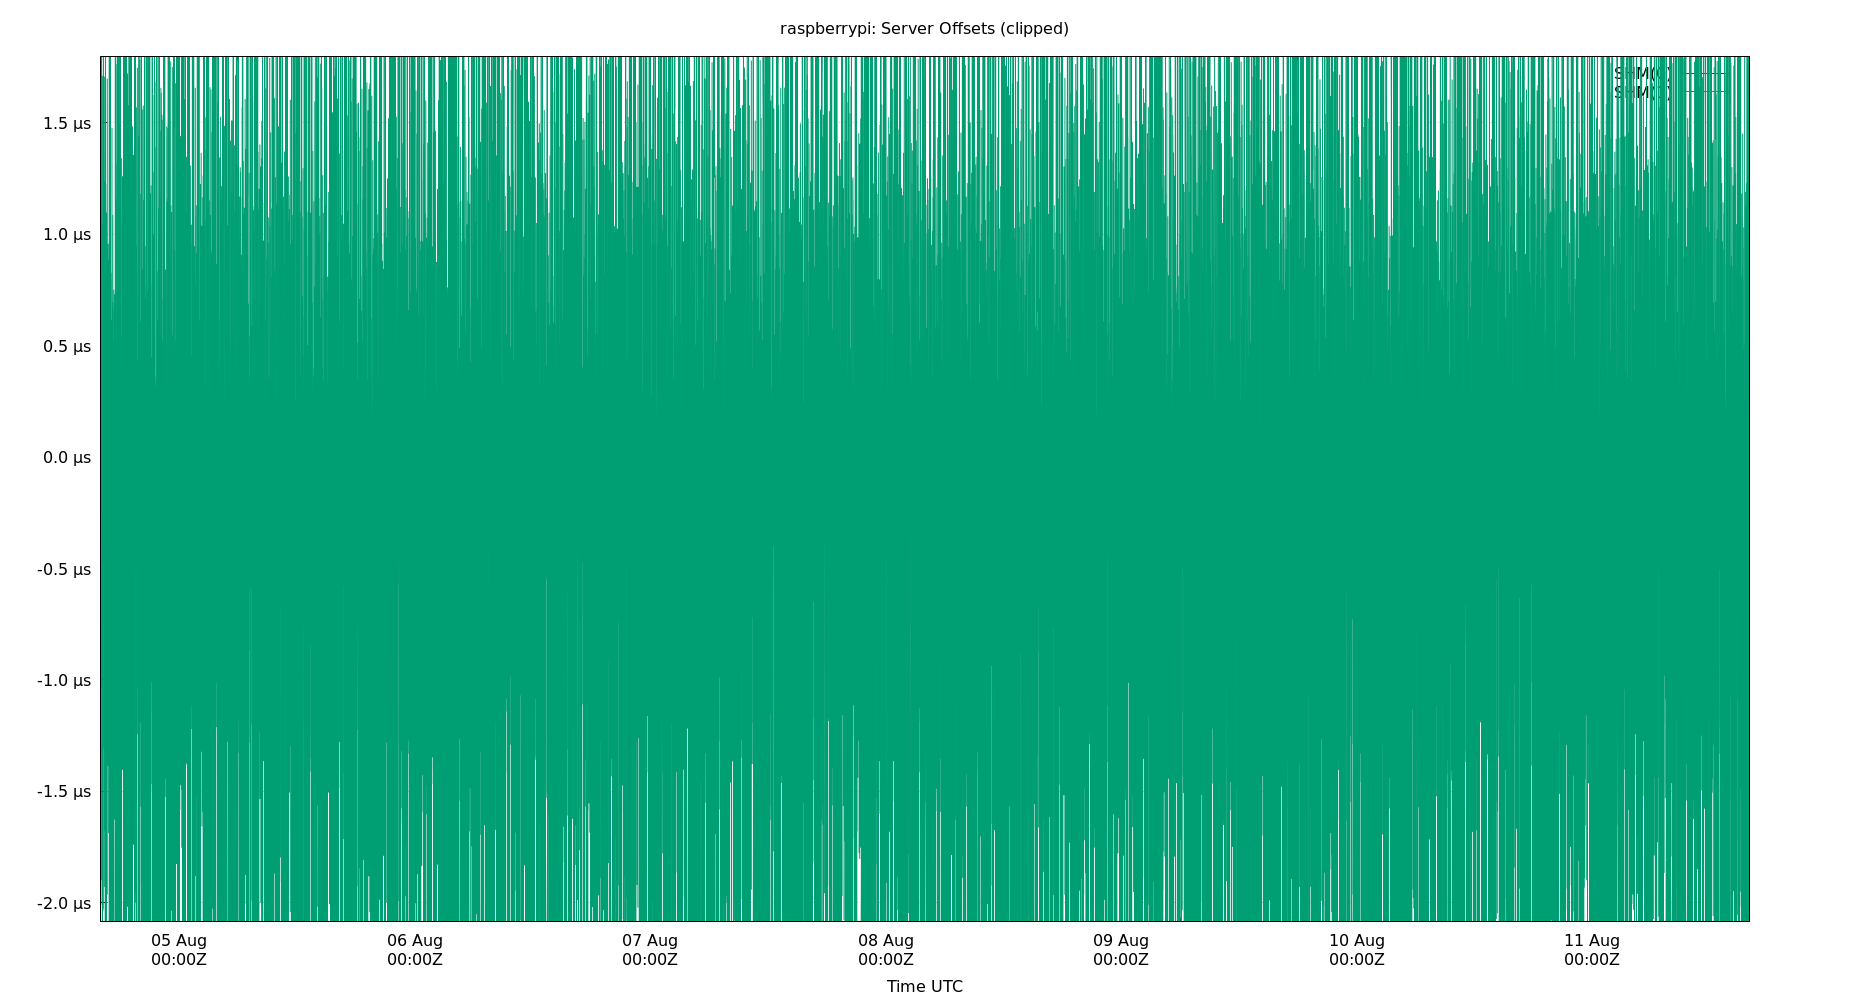 raspberrypi: Server Offsets (clipped)
SHM(0)
1.5 µs
1.0 µs
0.5 µs
0.0 µs
-0.5 µs
-1.0 µs
-1.5 µs
-2.0 µs
05 Aug 06 Aug 07 Aug 08 Aug 09 Aug 10 Aug 11 Aug
00:00Z 00:00Z 00:00Z 00:00Z 00:00Z 00:00Z 00:00Z
Time UTC